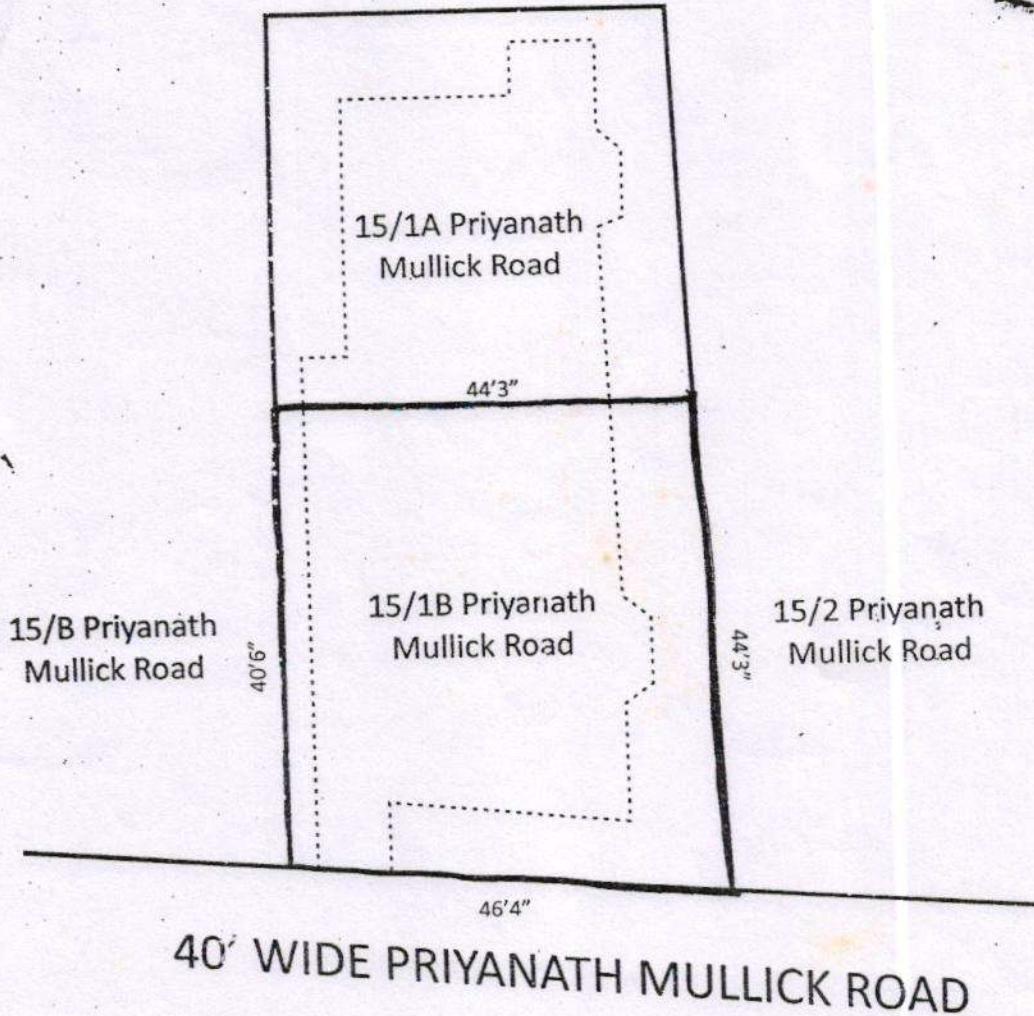 15/1A Priyanath
Mullick Road
44'3"
15/B Priyanath
Mullick Road
40'6"
15/1B Priyanath
Mullick Road
44'3"
15/2 Priyanath
Mullick Road
46'4"
40' WIDE PRIYANATH MULLICK ROAD